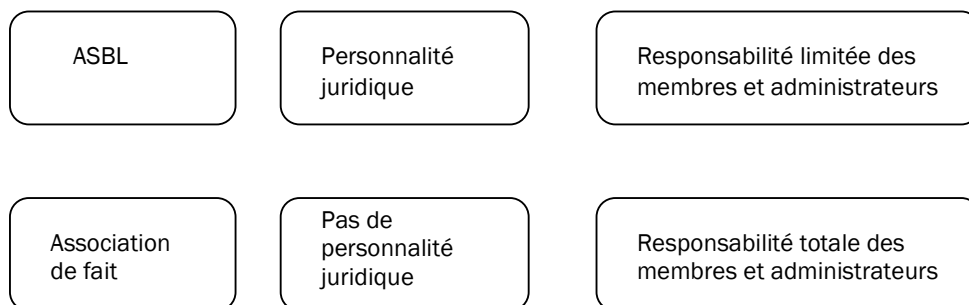 ASBL
Personnalité
juridique
Responsabilité limitée des
membres et administrateurs
Association
de fait
Pas de
personnalité
juridique
Responsabilité totale des
membres et administrateurs